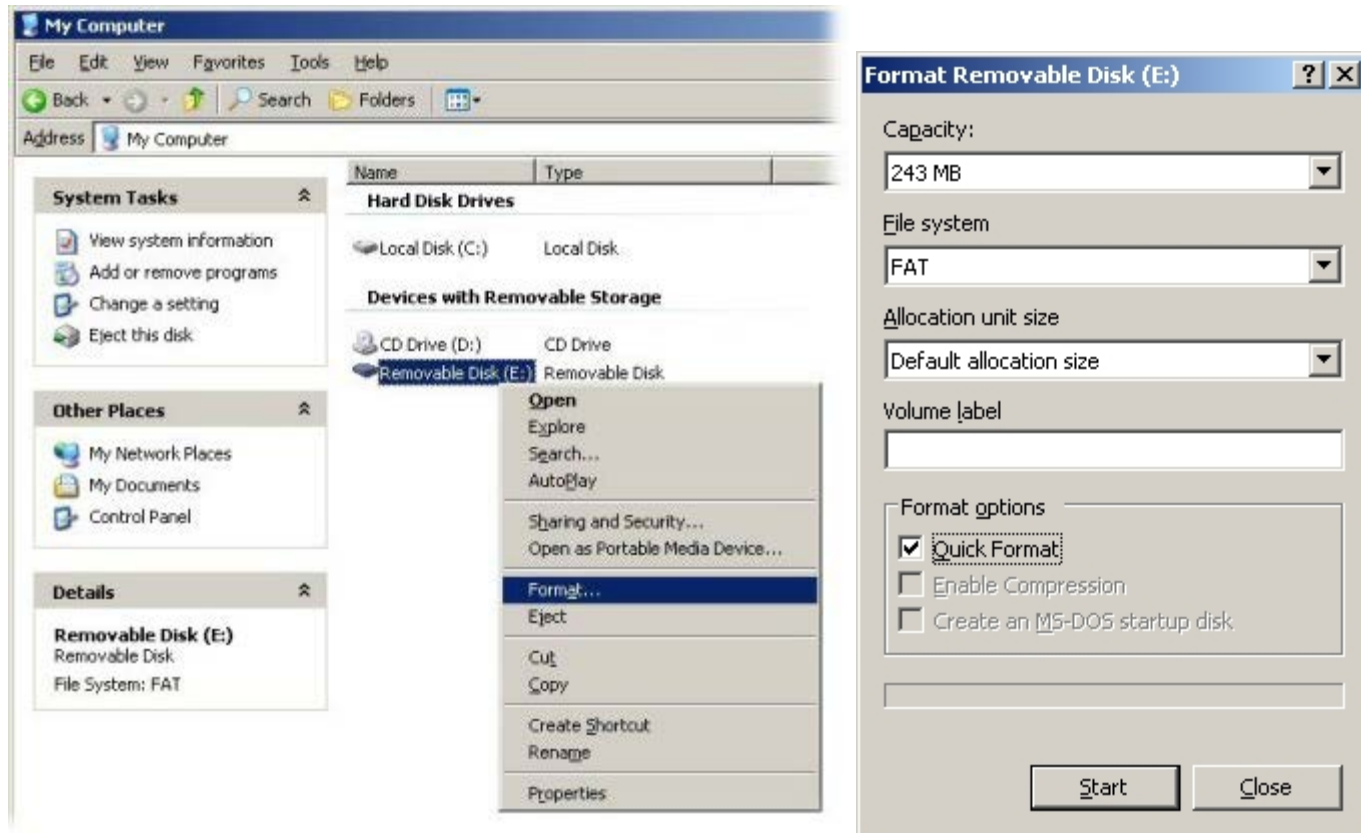 My Computer
File Edit View Favorites Tools Help
Back Search Folders
Address My Computer
System Tasks
View system information
Add or remove programs
Change a setting
Eject this disk
Other Places
My Network Places
My Documents
Control Panel
Details
Removable Disk (E:)
Removable Disk
File System: FAT
Name Type
Hard Disk Drives
Local Disk (C:) Local Disk
Devices with Removable Storage
CD Drive (D:) CD Drive
Removable Disk (E:) Removable Disk
Open
Explore
Search...
AutoPlay
Sharing and Security...
Open as Portable Media Device...
Format...
Eject
Cut
Copy
Create Shortcut
Rename
Properties
Format Removable Disk (E:)
Capacity:
243 MB
File system
FAT
Allocation unit size
Default allocation size
Volume label
Format options
Quick Format
Enable Compression
Create an MS-DOS startup disk
Start Close